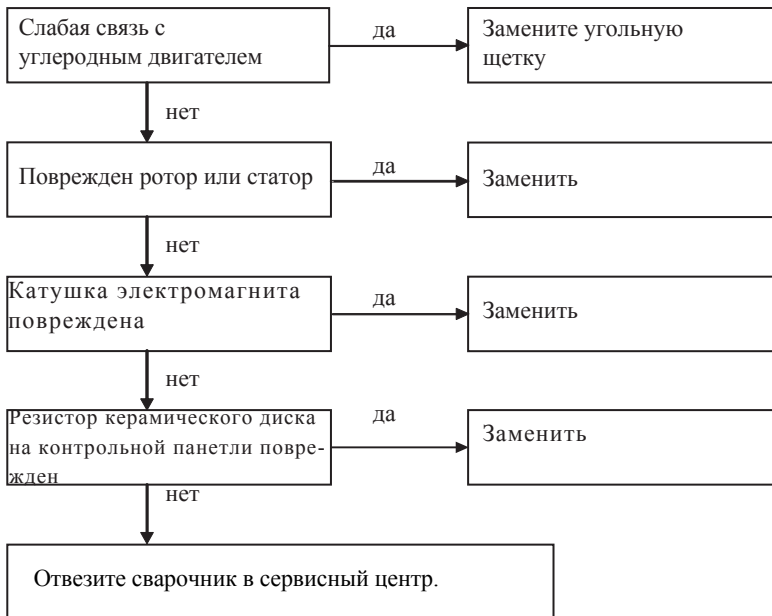 Слабая связь с
углеродным двигателем
да
Замените угольную
щетку
нет
Поврежден ротор или статор
да
Заменить
нет
Катушка электромагнита
повреждена
да
Заменить
нет
Резистор керамического диска
на контрольной панетли повре-
жден
да
Заменить
нет
Отвезите сварочник в сервисный центр.